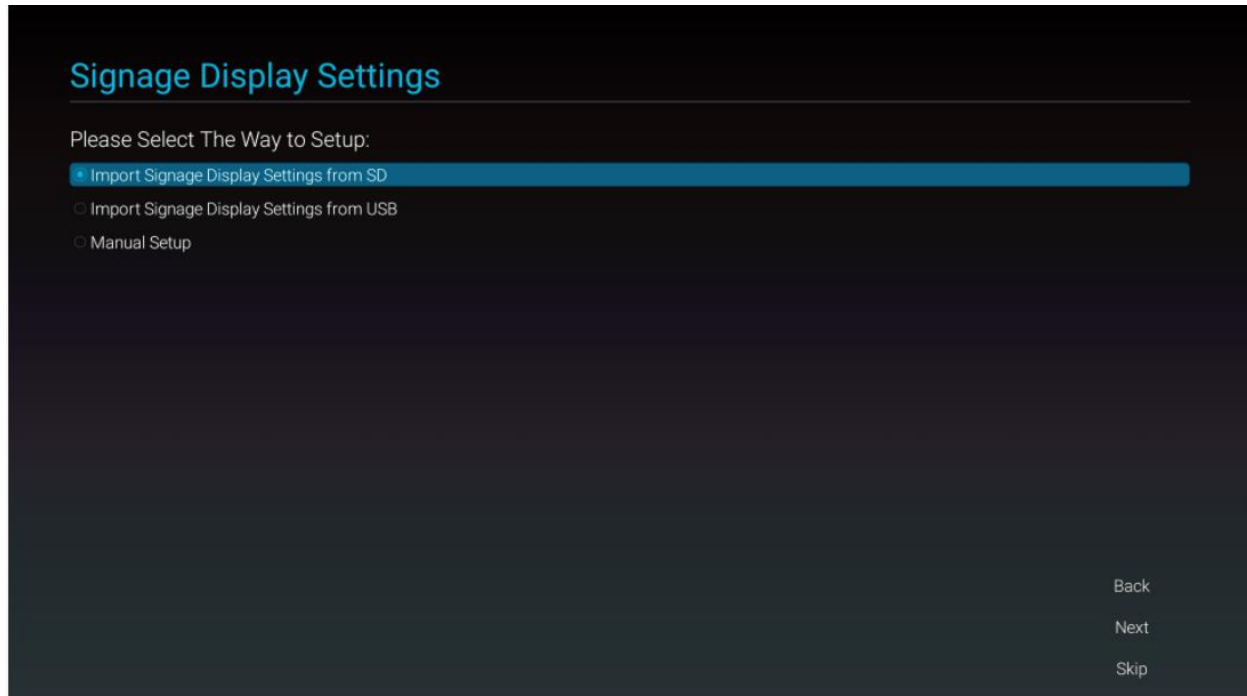 Signage Display Settings
Please Select The Way to Setup:
Import Signage Display Settings from SD
Import Signage Display Settings from USB
Manual Setup
Back
Next
Skip